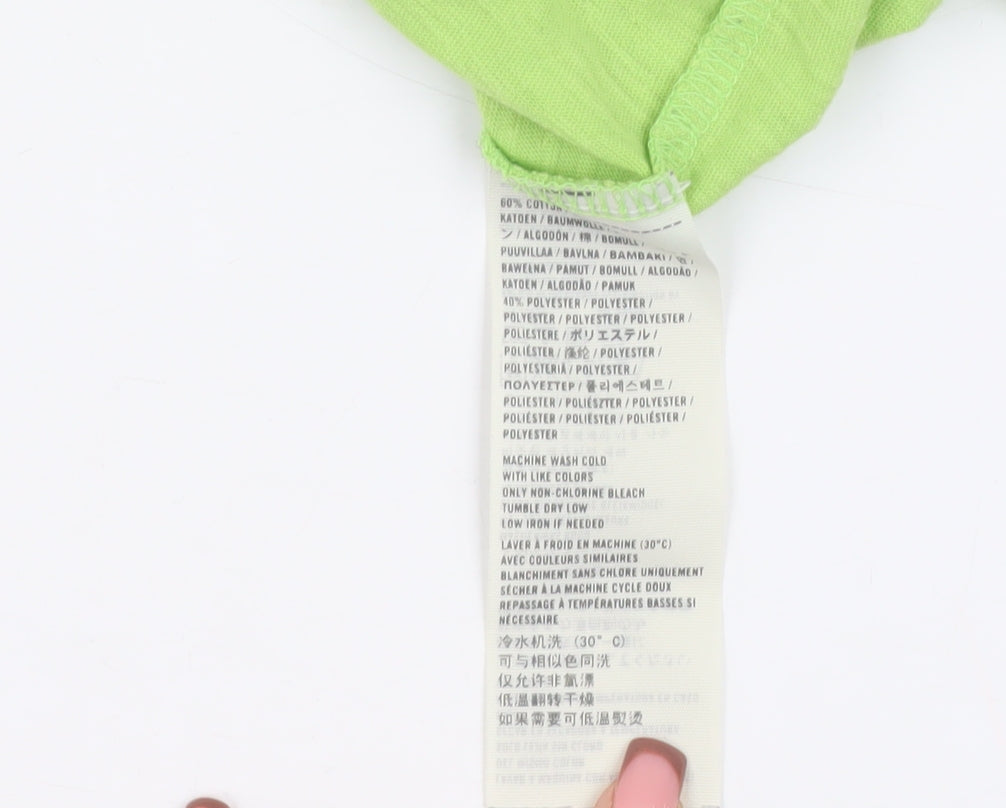 60% COTTON
KATOEN / BAUMWOLLE
ン / ALGODÓN / 棉 / BOMULL /
PUUVILLAA / BAVLNA / ΒΑΜΒΑΚΙ / 면 /
BAWEŁNA / PAMUT / BOMULL / ALGODÃO /
KATOEN / ALGODÃO / PAMUK
40% POLYESTER / POLYESTER /
POLYESTER / POLYESTER / POLYESTER /
POLIESTERE / ポリエステル /
POLIÉSTER / 涤纶 / POLYESTER /
POLYESTERIÄ / POLYESTER /
ΠΟΛΥΕΣΤΕΡ / 폴리에스테르 /
POLIESTER / POLIÉSZTER / POLYESTER /
POLIÉSTER / POLIÉSTER / POLIÉSTER /
POLYESTER
MACHINE WASH COLD
WITH LIKE COLORS
ONLY NON-CHLORINE BLEACH
TUMBLE DRY LOW
LOW IRON IF NEEDED
LAVER À FROID EN MACHINE (30°C)
AVEC COULEURS SIMILAIRES
BLANCHIMENT SANS CHLORE UNIQUEMENT
SÉCHER À LA MACHINE CYCLE DOUX
REPASSAGE À TEMPÉRATURES BASSES SI
NÉCESSAIRE
冷水机洗 (30° C)
可与相似色同洗
仅允许非氯漂
低温翻转干燥
如果需要可低温熨烫